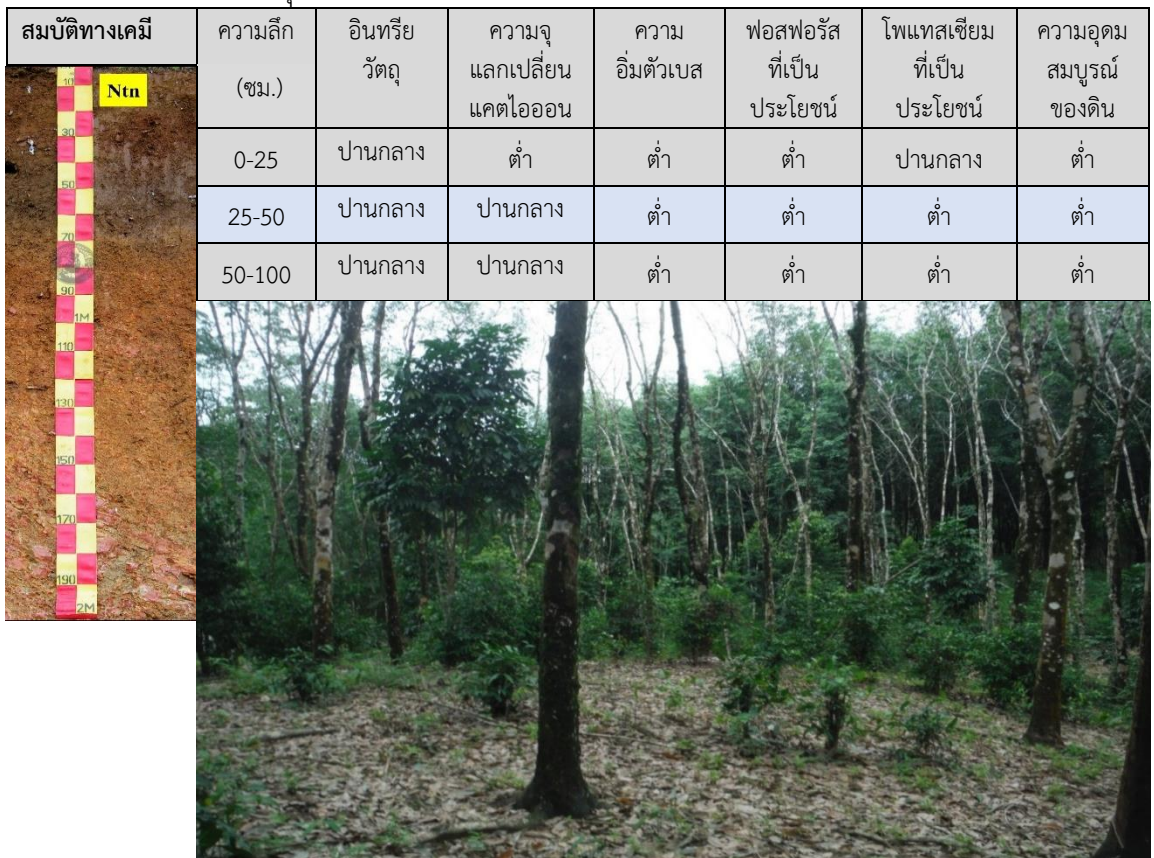 สมบัติทางเคมี
ความลึก
(ซม.)
อินทรีย
วัตถุ
ความจุ
แลกเปลี่ยน
แคตไอออน
ความ
อิ่มตัวเบส
ฟอสฟอรัส
ที่เป็น
ประโยชน์
โพแทสเซียม
ที่เป็น
ประโยชน์
ความอุดม
สมบูรณ์
ของดิน
0-25 ปานกลาง ต่ำ ต่ำ ต่ำ ปานกลาง ต่ำ
25-50 ปานกลาง ปานกลาง ต่ำ ต่ำ ต่ำ ต่ำ
50-100 ปานกลาง ปานกลาง ต่ำ ต่ำ ต่ำ ต่ำ
Ntn
10
30
50
70
90
1M
110
130
150
170
190
2M